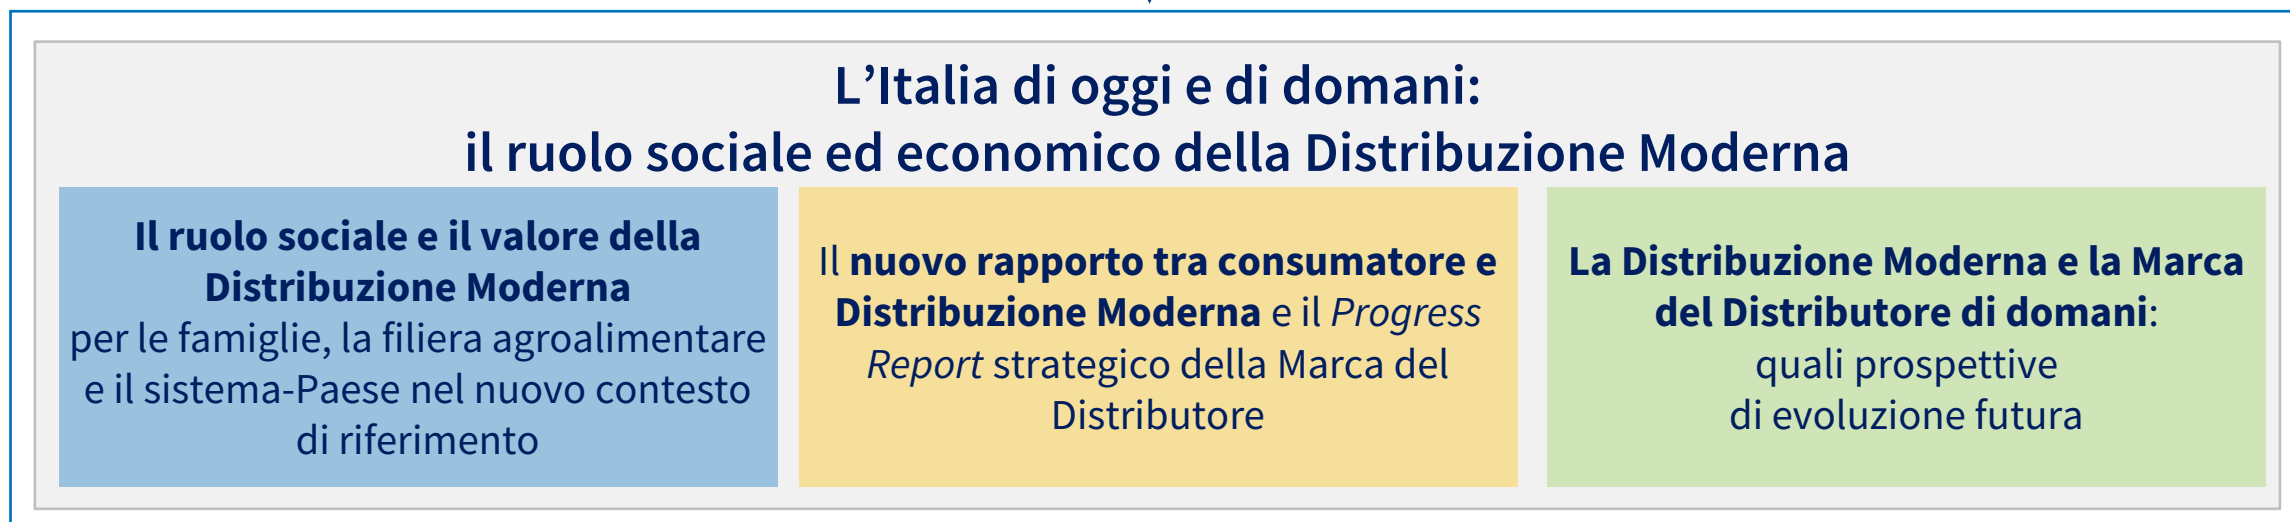 L’Italia di oggi e di domani:
il ruolo sociale ed economico della Distribuzione Moderna
Il ruolo sociale e il valore della
Distribuzione Moderna
per le famiglie, la filiera agroalimentare
e il sistema-Paese nel nuovo contesto
di riferimento
Il nuovo rapporto tra consumatore e
Distribuzione Moderna e il Progress
Report strategico della Marca del
Distributore
La Distribuzione Moderna e la Marca
del Distributore di domani:
quali prospettive
di evoluzione futura